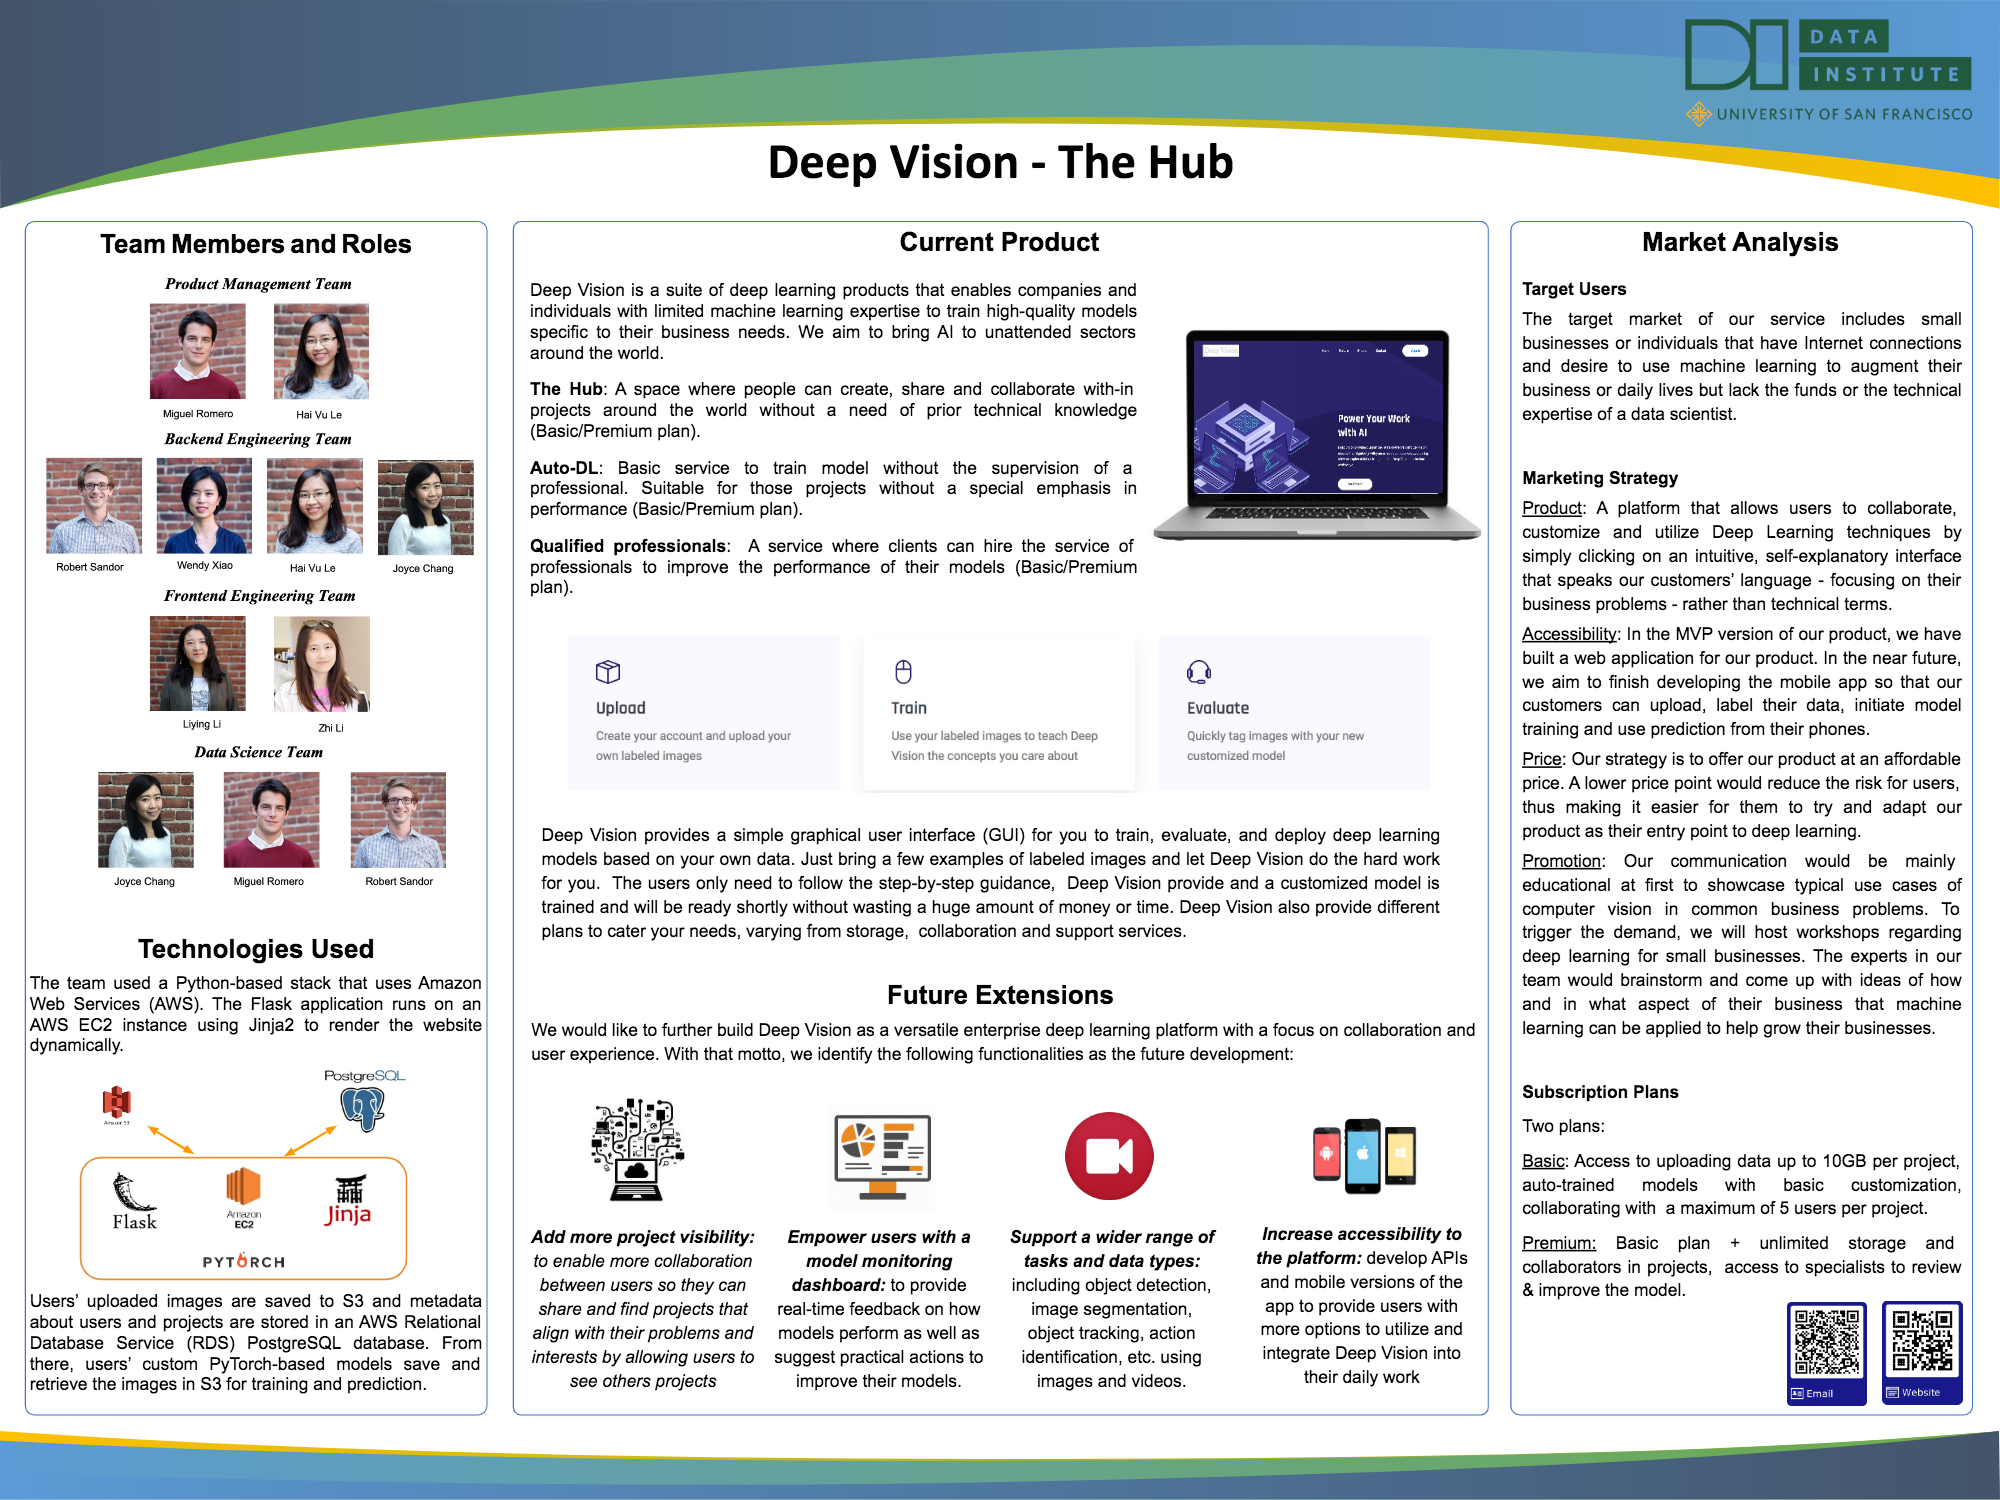 DATA
INSTITUTE
UNIVERSITY OF SAN FRANCISCO
Deep Vision - The Hub
Team Members and Roles
Product Management Team
Miguel Romero
Hai Vu Le
Backend Engineering Team
Robert Sandor
Wendy Xiao
Hai Vu Le
Joyce Chang
Frontend Engineering Team
Liying Li
Zhi Li
Data Science Team
Joyce Chang
Miguel Romero
Robert Sandor
Technologies Used
The team used a Python-based stack that uses Amazon
Web Services (AWS). The Flask application runs on an
AWS EC2 instance using Jinja2 to render the website
dynamically.
Amazon S3
PostgreSQL
Flask
Amazon
EC2
Jinja
PYTORCH
Users' uploaded images are saved to S3 and metadata
about users and projects are stored in an AWS Relational
Database Service (RDS) PostgreSQL database. From
there, users' custom PyTorch-based models save and
retrieve the images in S3 for training and prediction.
Current Product
Deep Vision is a suite of deep learning products that enables companies and
individuals with limited machine learning expertise to train high-quality models
specific to their business needs. We aim to bring AI to unattended sectors
around the world.
The Hub: A space where people can create, share and collaborate with-in
projects around the world without a need of prior technical knowledge
(Basic/Premium plan).
Auto-DL: Basic service to train model without the supervision of a
professional. Suitable for those projects without a special emphasis in
performance (Basic/Premium plan).
Qualified professionals: A service where clients can hire the service of
professionals to improve the performance of their models (Basic/Premium
plan).
Deep Vision
Power Your Work
with AI
Upload
Create your account and upload your
own labeled images
Train
Use your labeled images to teach Deep
Vision the concepts you care about
Evaluate
Quickly tag images with your new
customized model
Deep Vision provides a simple graphical user interface (GUI) for you to train, evaluate, and deploy deep learning
models based on your own data. Just bring a few examples of labeled images and let Deep Vision do the hard work
for you. The users only need to follow the step-by-step guidance, Deep Vision provide and a customized model is
trained and will be ready shortly without wasting a huge amount of money or time. Deep Vision also provide different
plans to cater your needs, varying from storage, collaboration and support services.
Future Extensions
We would like to further build Deep Vision as a versatile enterprise deep learning platform with a focus on collaboration and
user experience. With that motto, we identify the following functionalities as the future development:
Add more project visibility:
to enable more collaboration
between users so they can
share and find projects that
align with their problems and
interests by allowing users to
see others projects
Empower users with a
model monitoring
dashboard: to provide
real-time feedback on how
models perform as well as
suggest practical actions to
improve their models.
Support a wider range of
tasks and data types:
including object detection,
image segmentation,
object tracking, action
identification, etc. using
images and videos.
Increase accessibility to
the platform: develop APIs
and mobile versions of the
app to provide users with
more options to utilize and
integrate Deep Vision into
their daily work
Market Analysis
Target Users
The target market of our service includes small
businesses or individuals that have Internet connections
and desire to use machine learning to augment their
business or daily lives but lack the funds or the technical
expertise of a data scientist.
Marketing Strategy
Product: A platform that allows users to collaborate,
customize and utilize Deep Learning techniques by
simply clicking on an intuitive, self-explanatory interface
that speaks our customers' language - focusing on their
business problems - rather than technical terms.
Accessibility: In the MVP version of our product, we have
built a web application for our product. In the near future,
we aim to finish developing the mobile app so that our
customers can upload, label their data, initiate model
training and use prediction from their phones.
Price: Our strategy is to offer our product at an affordable
price. A lower price point would reduce the risk for users,
thus making it easier for them to try and adapt our
product as their entry point to deep learning.
Promotion: Our communication would be mainly
educational at first to showcase typical use cases of
computer vision in common business problems. To
trigger the demand, we will host workshops regarding
deep learning for small businesses. The experts in our
team would brainstorm and come up with ideas of how
and in what aspect of their business that machine
learning can be applied to help grow their businesses.
Subscription Plans
Two plans:
Basic: Access to uploading data up to 10GB per project,
auto-trained models with basic customization,
collaborating with a maximum of 5 users per project.
Premium: Basic plan + unlimited storage and
collaborators in projects, access to specialists to review
& improve the model.
Email
Website